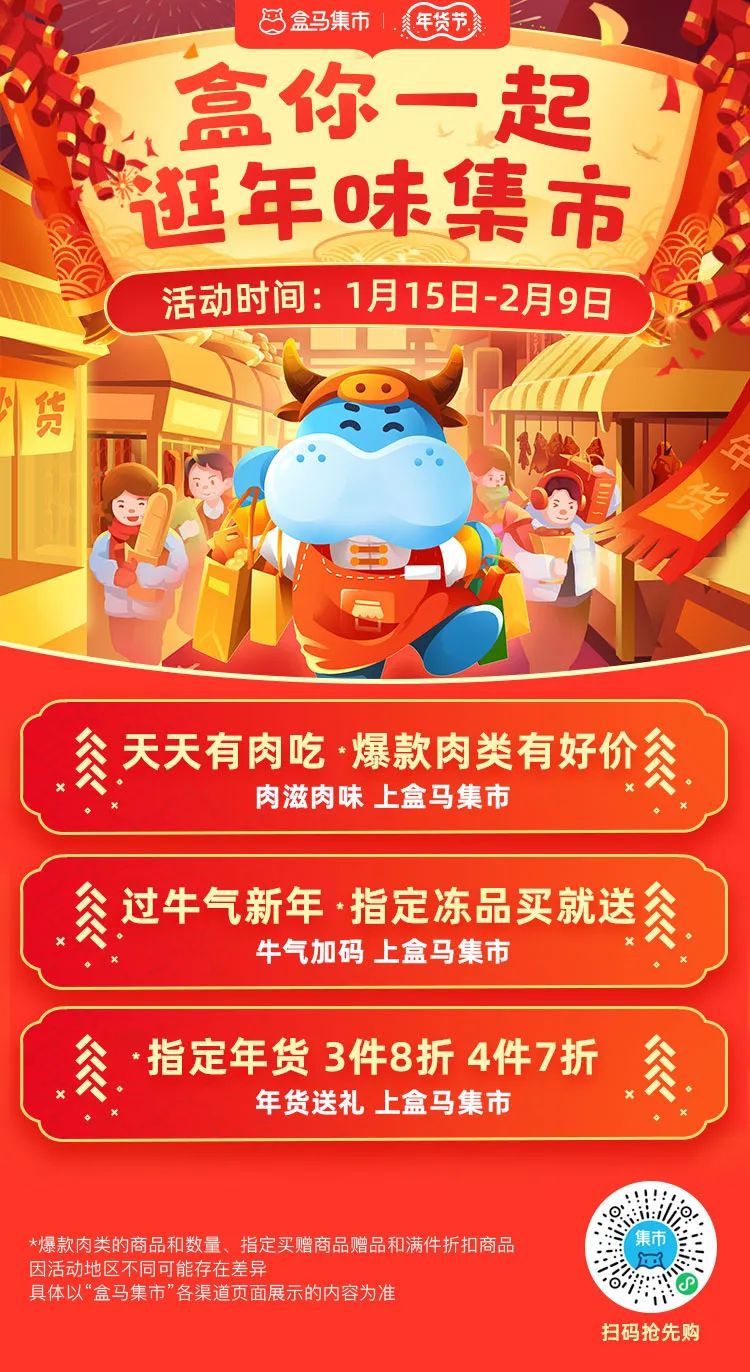 盒马集市 年货节
盒你一起
逛年味集市
活动时间：1月15日-2月9日
货
年货
天天有肉吃 *爆款肉类有好价
肉滋肉味 上盒马集市
过牛气新年 *指定冻品买就送
牛气加码 上盒马集市
*指定年货 3件8折 4件7折
年货送礼 上盒马集市
*爆款肉类的商品和数量、指定买赠商品赠品和满件折扣商品
因活动地区不同可能存在差异
具体以“盒马集市”各渠道页面展示的内容为准
集市
扫码抢先购